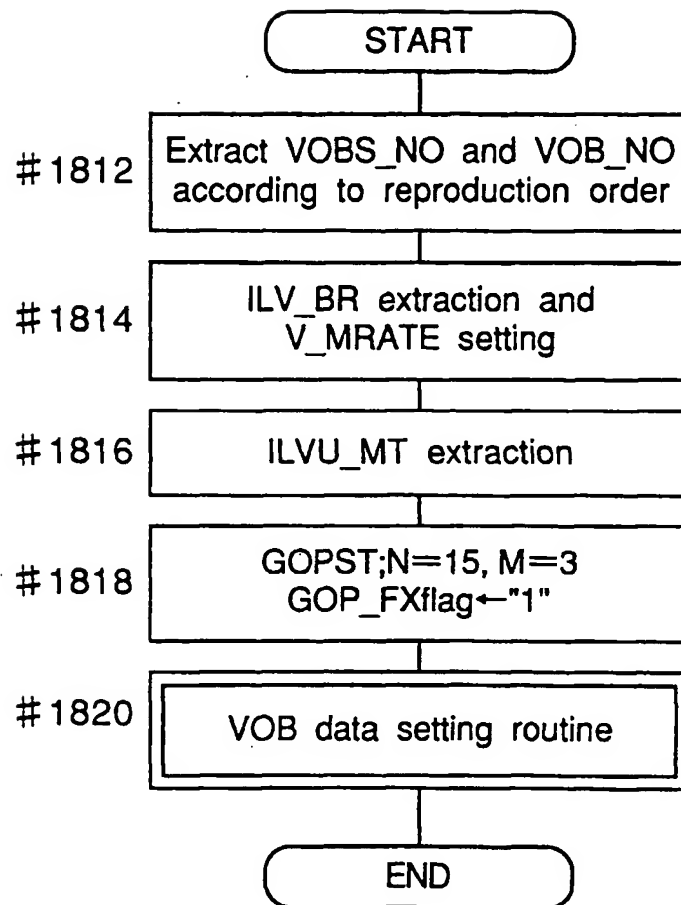 START
#1812
Extract VOBS_NO and VOB_NO
according to reproduction order
#1814
ILV_BR extraction and
V_MRATE setting
#1816
ILVU_MT extraction
#1818
GOPST;N=15, M=3
GOP_FXflag←"1"
#1820
VOB data setting routine
END